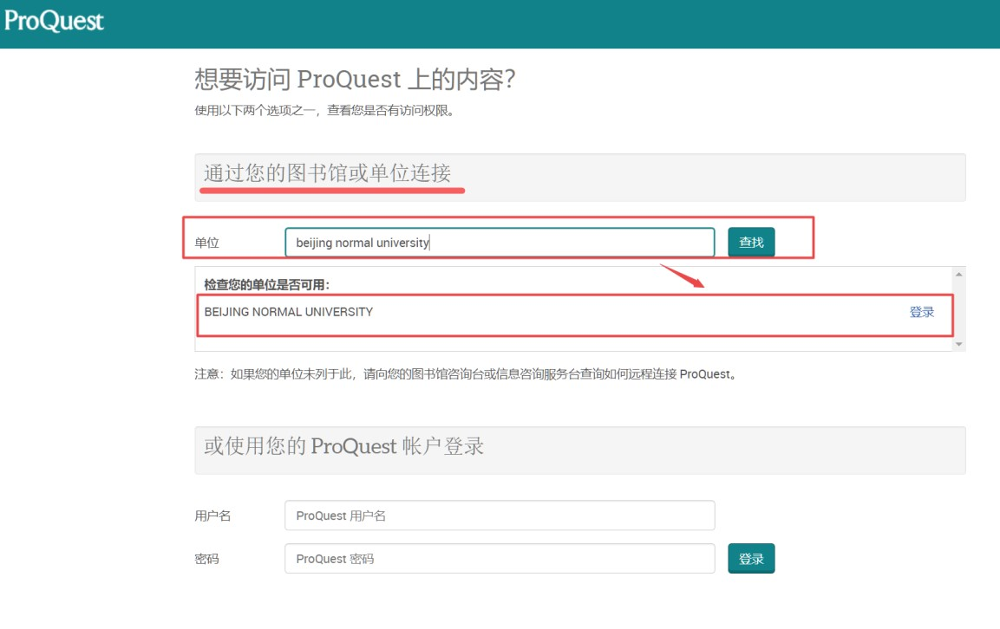 ProQuest
想要访问 ProQuest 上的内容？
使用以下两个选项之一，查看您是否有访问权限。
通过您的图书馆或单位连接
单位 beijing normal university 查找
检查您的单位是否可用：
BEIJING NORMAL UNIVERSITY 登录
注意：如果您的单位未列于此，请向您的图书馆咨询台或信息咨询服务台查询如何远程连接 ProQuest。
或使用您的 ProQuest 帐户登录
用户名 ProQuest 用户名
密码 ProQuest 密码 登录